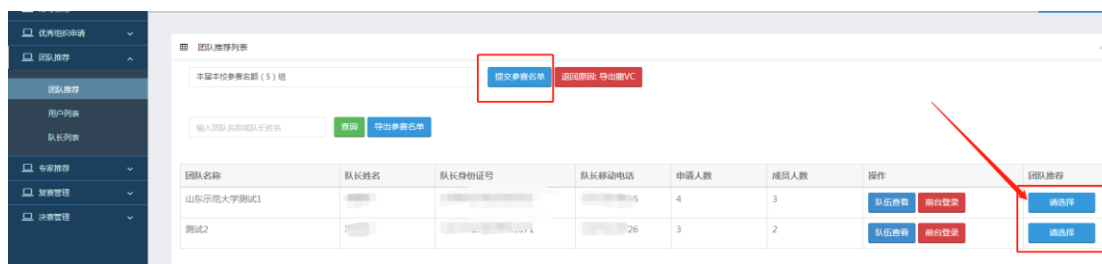 优秀组织申请
团队推荐
团队推荐
用户列表
队长列表
专家推荐
复赛管理
决赛管理
团队推荐列表
本届本校参赛名额（5）组
提交参赛名单
退回原因: 导出撤VC
输入团队名称或队长姓名
查询
导出参赛名单
团队名称 队长姓名 队长身份证号 队长移动电话 申请人数 成员人数 操作 团队推荐
山东示范大学测试1 5 4 3 队伍查看 前台登录 请选择
测试2 26 3 2 队伍查看 前台登录 请选择